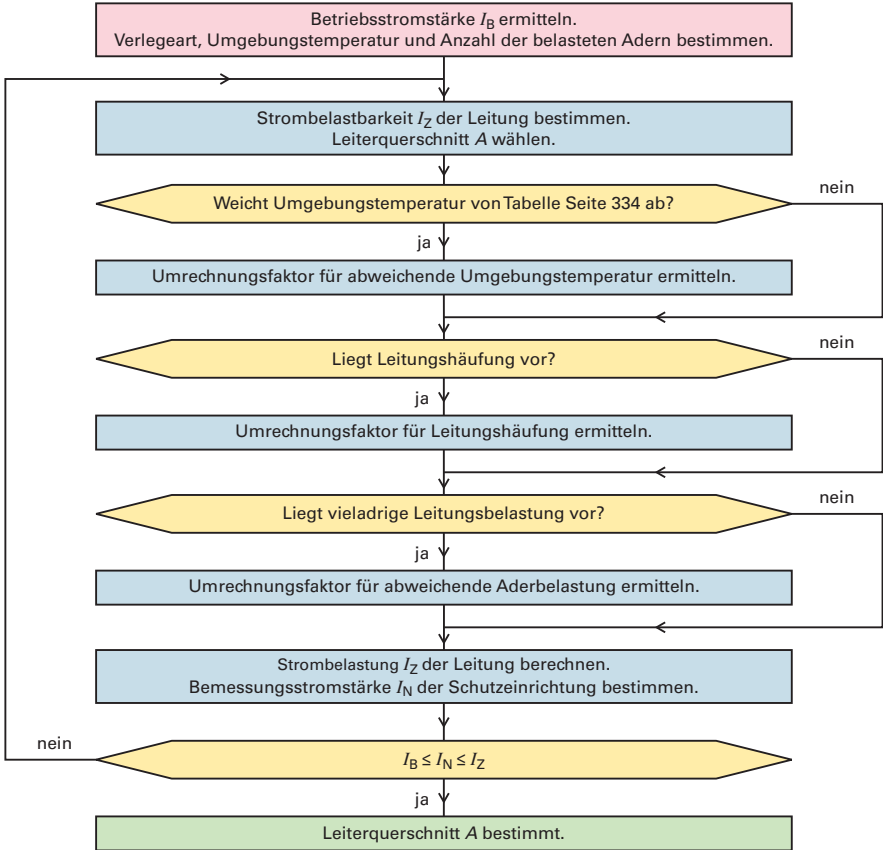 Betriebsstromstärke I_B ermitteln.
Verlegeart, Umgebungstemperatur und Anzahl der belasteten Adern bestimmen.
Strombelastbarkeit I_Z der Leitung bestimmen.
Leiterquerschnitt A wählen.
Weicht Umgebungstemperatur von Tabelle Seite 334 ab?
nein
ja
Umrechnungsfaktor für abweichende Umgebungstemperatur ermitteln.
Liegt Leitungshäufung vor?
nein
ja
Umrechnungsfaktor für Leitungshäufung ermitteln.
Liegt vieladrige Leitungsbelastung vor?
nein
ja
Umrechnungsfaktor für abweichende Aderbelastung ermitteln.
Strombelastung I_Z der Leitung berechnen.
Bemessungsstromstärke I_N der Schutzeinrichtung bestimmen.
nein
I_B ≤ I_N ≤ I_Z
ja
Leiterquerschnitt A bestimmt.